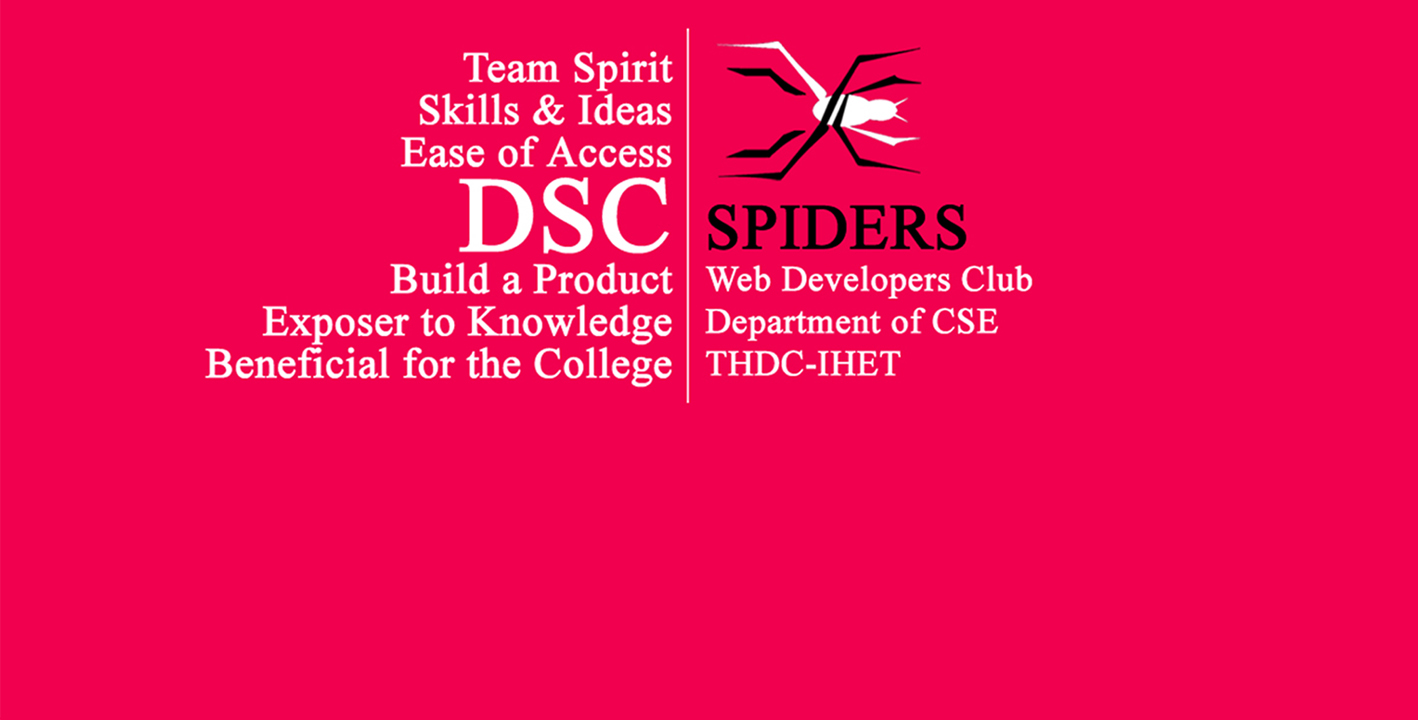 Team Spirit
Skills & Ideas
Ease of Access
DSC
Build a Product
Exposer to Knowledge
Beneficial for the College
SPIDERS
Web Developers Club
Department of CSE
THDC-IHET